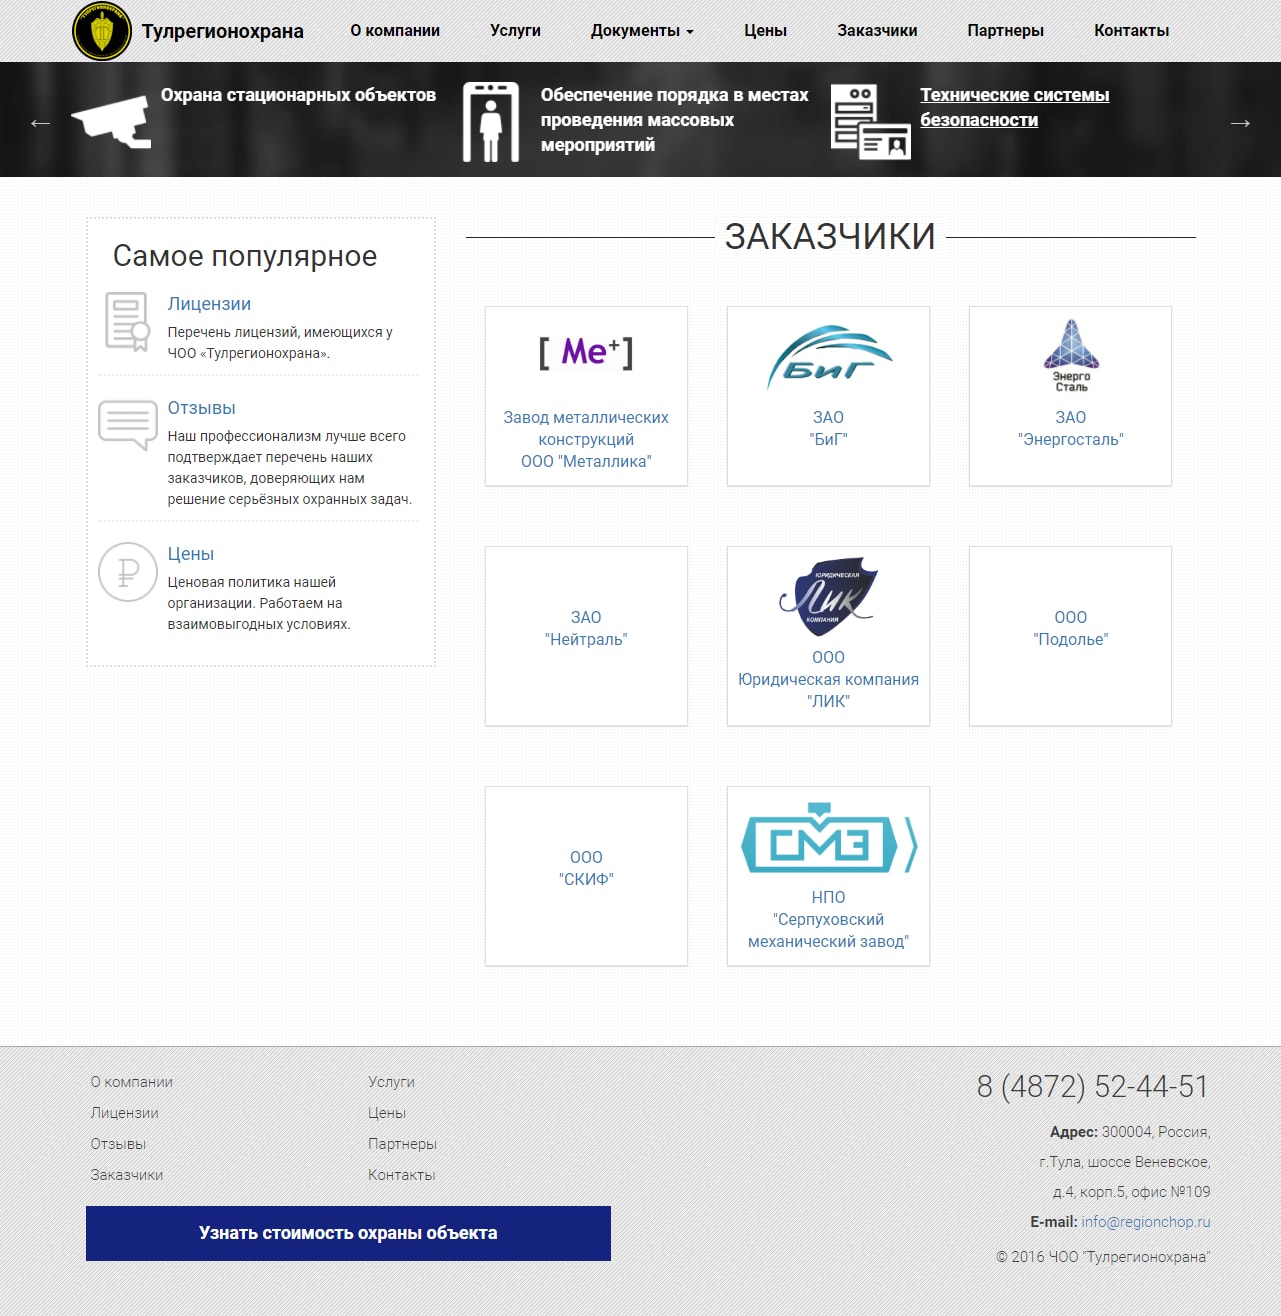 Тулрегионохрана
О компании
Услуги
Документы
Цены
Заказчики
Партнеры
Контакты
Охрана стационарных объектов
Обеспечение порядка в местах
проведения массовых
мероприятий
Технические системы
безопасности
←
→
Самое популярное
Лицензии
Перечень лицензий, имеющихся у
ЧОО «Тулрегионохрана».
Отзывы
Наш профессионализм лучше всего
подтверждает перечень наших
заказчиков, доверяющих нам
решение серьёзных охранных задач.
Цены
Ценовая политика нашей
организации. Работаем на
взаимовыгодных условиях.
ЗАКАЗЧИКИ
[ Me+]
Завод металлических
конструкций
ООО "Металлика"
БиГ
ЗАО
"БиГ"
Энерго
Сталь
ЗАО
"Энергосталь"
ЗАО
"Нейтраль"
ЮРИДИЧЕСКАЯ
Лик
КОМПАНИЯ
ООО
Юридическая компания
"ЛИК"
ООО
"Подолье"
ООО
"СКИФ"
СМЗ
НПО
"Серпуховский
механический завод"
О компании
Лицензии
Отзывы
Заказчики
Услуги
Цены
Партнеры
Контакты
Узнать стоимость охраны объекта
8 (4872) 52-44-51
Адрес: 300004, Россия,
г.Тула, шоссе Веневское,
д.4, корп.5, офис №109
E-mail: info@regionchop.ru
© 2016 ЧОО "Тулрегионохрана"